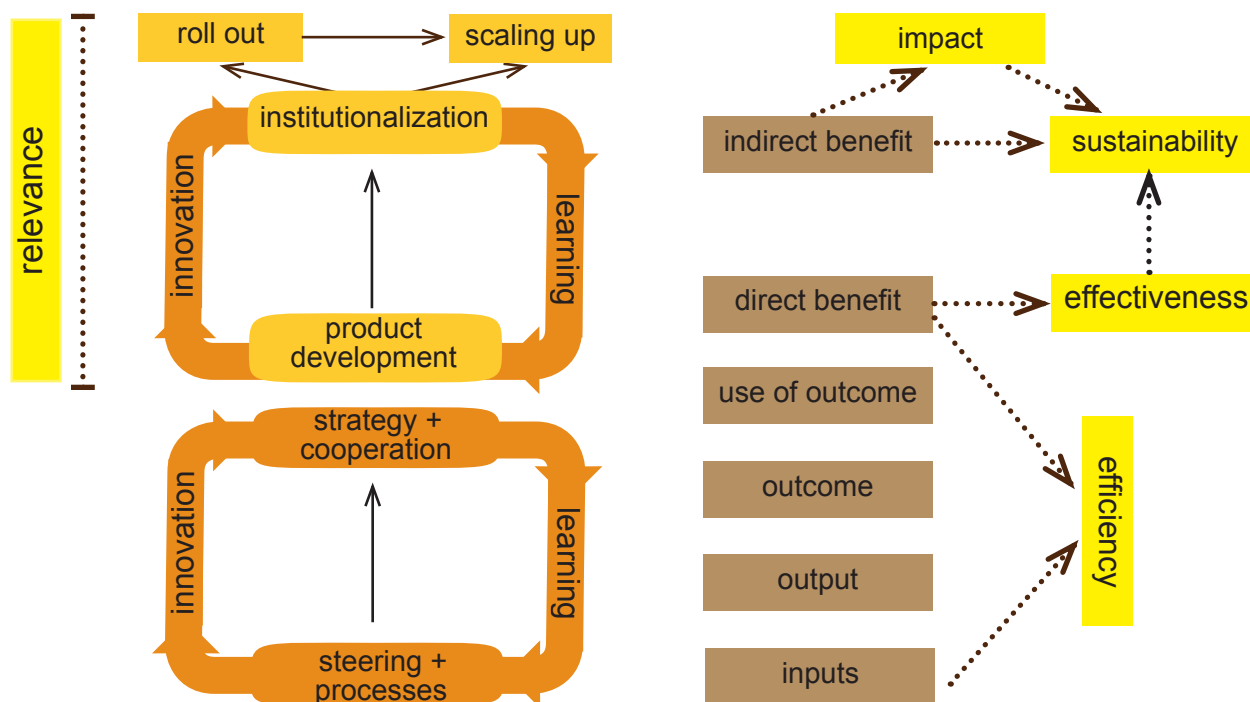 relevance
roll out
scaling up
institutionalization
innovation
learning
product
development
strategy +
cooperation
innovation
learning
steering +
processes
impact
indirect benefit
sustainability
direct benefit
effectiveness
use of outcome
outcome
efficiency
output
inputs